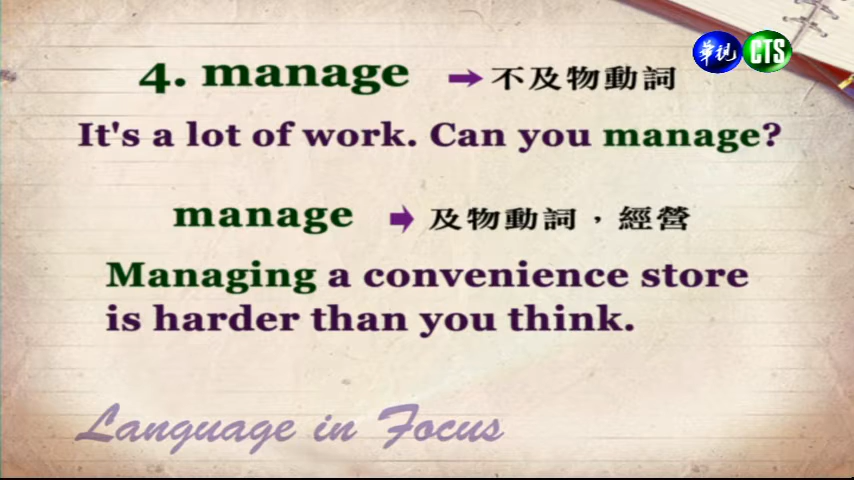 華視 CTS
4. manage → 不及物動詞
It's a lot of work. Can you manage?
manage → 及物動詞，經營
Managing a convenience store
is harder than you think.
Language in Focus